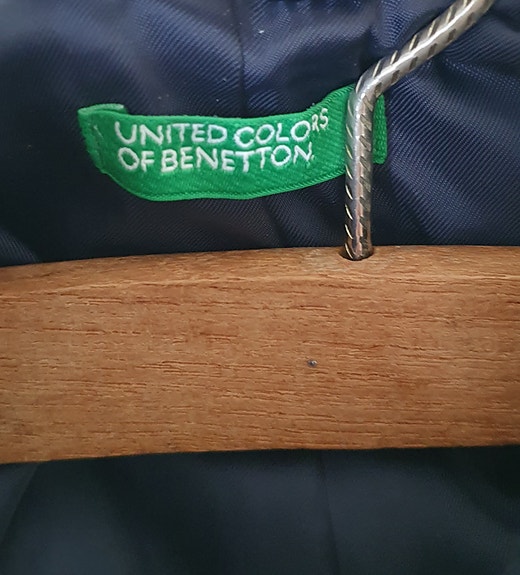 UNITED COLORS
OF BENETTON.